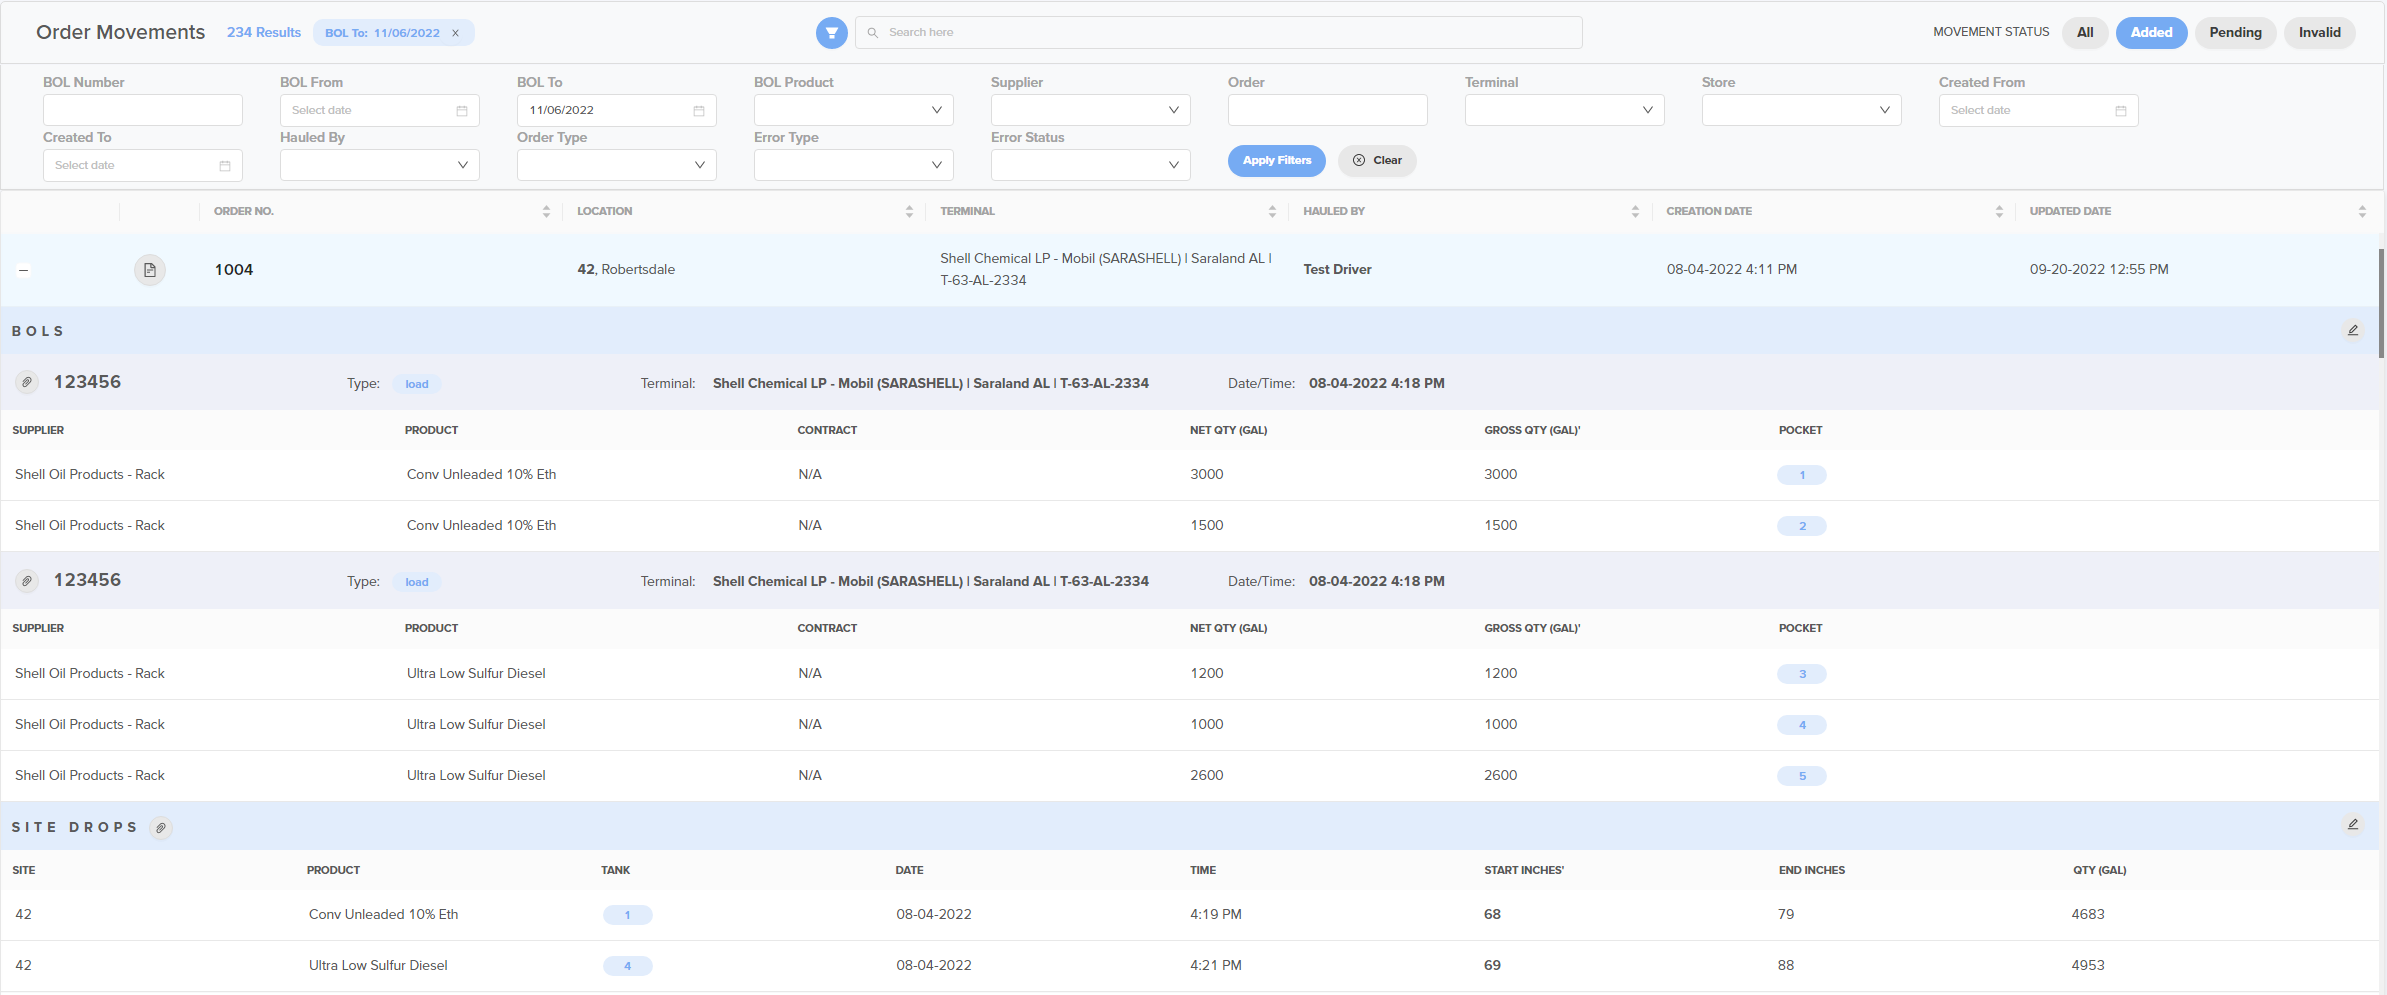 Order Movements 234 Results BOL To: 11/06/2022 × Search here MOVEMENT STATUS All Added Pending Invalid
BOL Number BOL From BOL To BOL Product Supplier Order Terminal Store Created From
Select date 11/06/2022 Select date
Created To Hauled By Order Type Error Type Error Status
Select date Apply Filters Clear
ORDER NO. LOCATION TERMINAL HAULED BY CREATION DATE UPDATED DATE
1004 42, Robertsdale Shell Chemical LP - Mobil (SARASHELL) | Saraland AL | T-63-AL-2334 Test Driver 08-04-2022 4:11 PM 09-20-2022 12:55 PM
BOLS
123456 Type: load Terminal: Shell Chemical LP - Mobil (SARASHELL) | Saraland AL | T-63-AL-2334 Date/Time: 08-04-2022 4:18 PM
SUPPLIER PRODUCT CONTRACT NET QTY (GAL) GROSS QTY (GAL)' POCKET
Shell Oil Products - Rack Conv Unleaded 10% Eth N/A 3000 3000 1
Shell Oil Products - Rack Conv Unleaded 10% Eth N/A 1500 1500 2
123456 Type: load Terminal: Shell Chemical LP - Mobil (SARASHELL) | Saraland AL | T-63-AL-2334 Date/Time: 08-04-2022 4:18 PM
SUPPLIER PRODUCT CONTRACT NET QTY (GAL) GROSS QTY (GAL)' POCKET
Shell Oil Products - Rack Ultra Low Sulfur Diesel N/A 1200 1200 3
Shell Oil Products - Rack Ultra Low Sulfur Diesel N/A 1000 1000 4
Shell Oil Products - Rack Ultra Low Sulfur Diesel N/A 2600 2600 5
SITE DROPS
SITE PRODUCT TANK DATE TIME START INCHES' END INCHES QTY (GAL)
42 Conv Unleaded 10% Eth 1 08-04-2022 4:19 PM 68 79 4683
42 Ultra Low Sulfur Diesel 4 08-04-2022 4:21 PM 69 88 4953